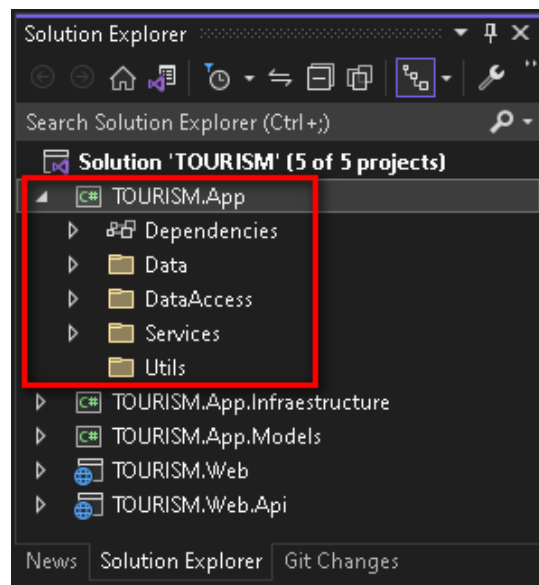 Solution Explorer
Search Solution Explorer (Ctrl+;)
Solution 'TOURISM' (5 of 5 projects)
C# TOURISM.App
Dependencies
Data
DataAccess
Services
Utils
C# TOURISM.App.Infraestructure
C# TOURISM.App.Models
TOURISM.Web
TOURISM.Web.Api
News Solution Explorer Git Changes